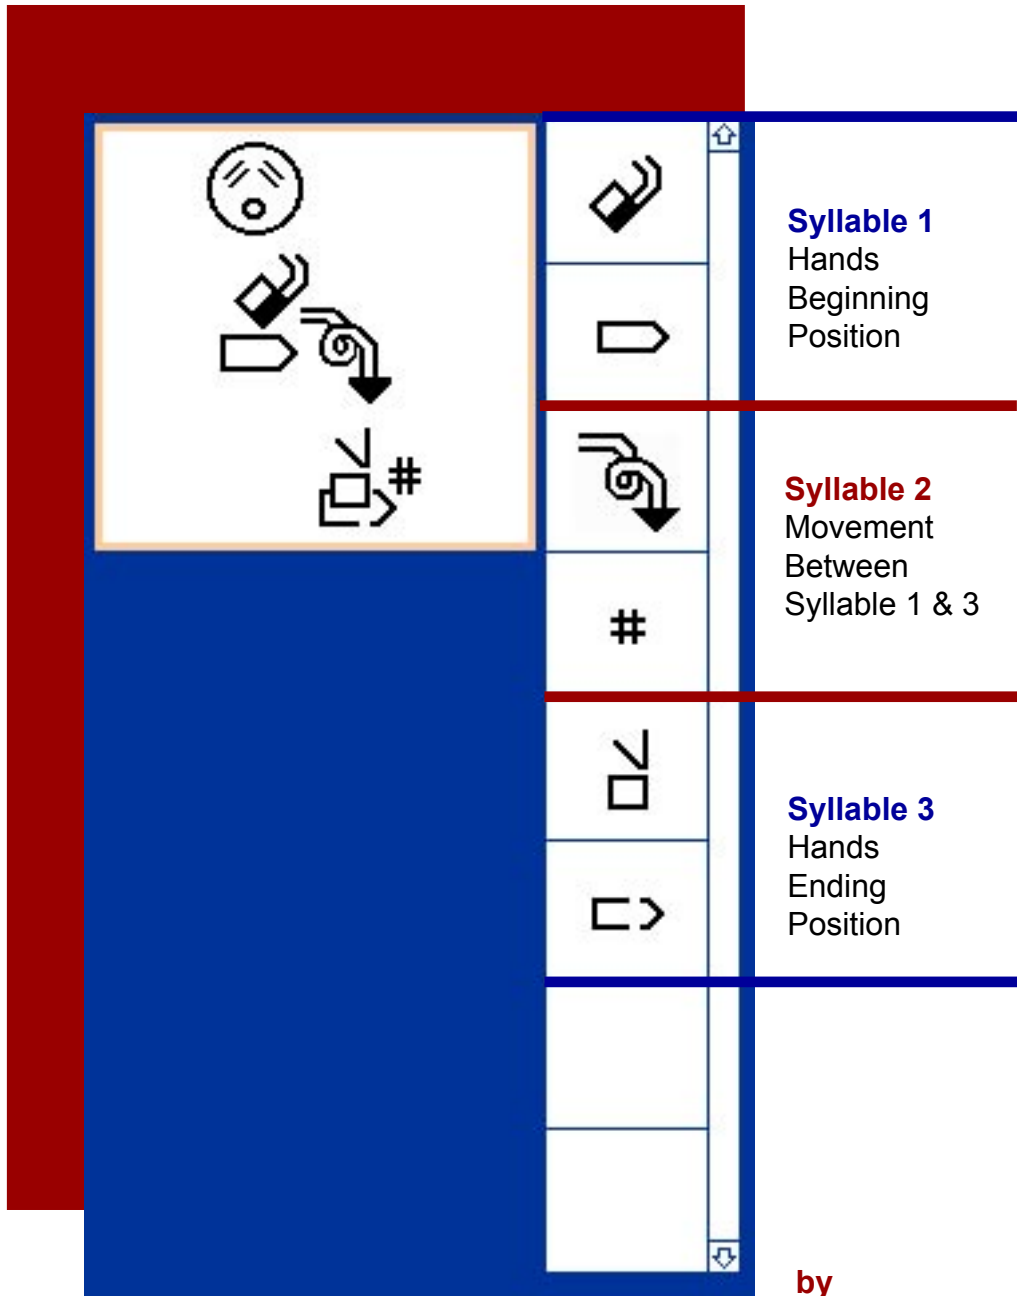 Syllable 1
Hands
Beginning
Position
Syllable 2
Movement
Between
Syllable 1 & 3
#
Syllable 3
Hands
Ending
Position
by